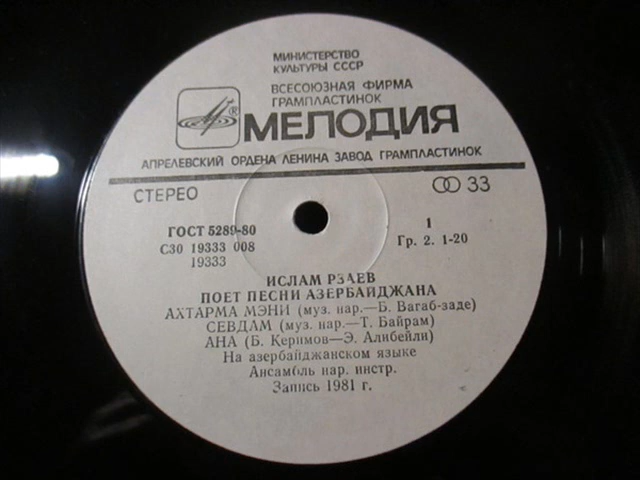 МИНИСТЕРСТВО
КУЛЬТУРЫ СССР
ВСЕСОЮЗНАЯ ФИРМА
ГРАМПЛАСТИНОК
® МЕЛОДИЯ
АПРЕЛЕВСКИЙ ОРДЕНА ЛЕНИНА ЗАВОД ГРАМПЛАСТИНОК
СТЕРЕО 33
ГОСТ 5289-80 1
С30 19333 008 Гр. 2. 1-20
19333
ИСЛАМ РЗАЕВ
ПОЕТ ПЕСНИ АЗЕРБАЙДЖАНА
АХТАРМА МЭНИ (муз. нар.—Б. Вагаб-заде)
СЕВДАМ (муз. нар.—Т. Байрам)
АНА (Б. Керимов—Э. Алибейли)
На азербайджанском языке
Ансамбль нар. инстр.
Запись 1981 г.